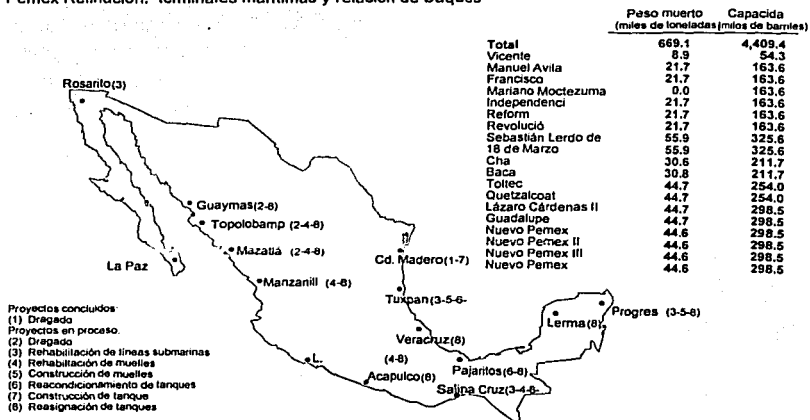 Pemex Refinución. Terminales marítimas y relación de buques
Peso muerto Capacida
(miles de toneladas (milos de barriles)
Total 669.1 4,409.4
Vicente 8.9 54.3
Manuel Avila 21.7 163.6
Francisco 21.7 163.6
Mariano Moctezuma 0.0 163.6
Independenci 21.7 163.6
Reform 21.7 163.6
Revolució 21.7 163.6
Sebastián Lerdo de 55.9 325.6
18 de Marzo 55.9 325.6
Cha 30.6 211.7
Baca 30.8 211.7
Toltec 44.7 254.0
Quetzalcoat 44.7 254.0
Lázaro Cárdenas II 44.7 298.5
Guadalupe 44.7 298.5
Nuevo Pemex 44.6 298.5
Nuevo Pemex II 44.6 298.5
Nuevo Pemex III 44.6 298.5
Nuevo Pemex 44.6 298.5
Rosarito(3)
Guaymas(2-8)
Topolobamp (2-4-8)
Mazatlá (2-4-8)
La Paz
Manzanill (4-8)
Cd. Madero(1-7)
Tuxpan (3-5-6-
Veracruz(8)
Lerma(8)
Progres (3-5-8)
L.
(4-8)
Pajaritos(6-8)
Acapulco(8)
Salina Cruz(3-4-8-
Proyectos concluidos
(1) Dragado
Proyectos en proceso.
(2) Dragado
(3) Rehabilitación de líneas submarinas
(4) Rehabilitación de muelles
(5) Construcción de muelles
(6) Reacondicionamiento de tanques
(7) Construcción de tanque
(8) Reasignación de tanques